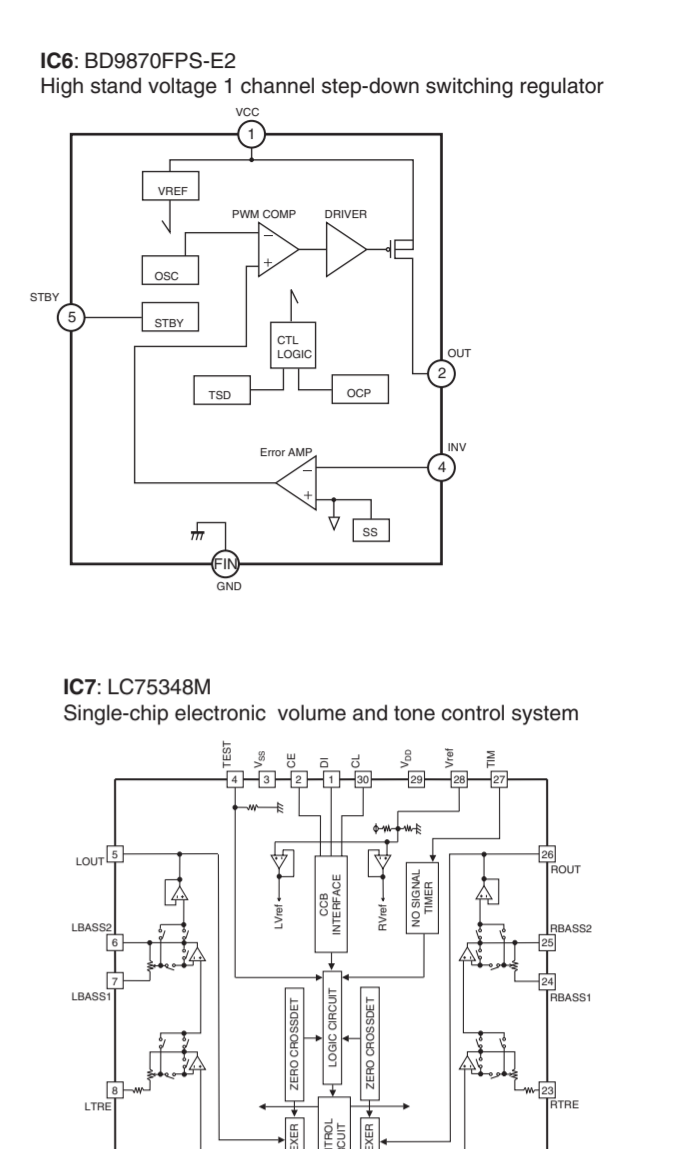 IC6: BD9870FPS-E2
High stand voltage 1 channel step-down switching regulator
VCC
1
VREF
PWM COMP
DRIVER
−
+
OSC
STBY
5
STBY
CTL
LOGIC
OUT
2
TSD
OCP
INV
4
Error AMP
−
+
SS
FIN
GND
IC7: LC75348M
Single-chip electronic volume and tone control system
TEST
VSS
CE
DI
CL
VDD
Vref
TIM
4
3
2
1
30
29
28
27
LOUT
5
26
ROUT
LVref
CCB
INTERFACE
RVref
NO SIGNAL
TIMER
LBASS2
6
25
RBASS2
7
24
LBASS1
RBASS1
ZERO CROSSDET
LOGIC CIRCUIT
ZERO CROSSDET
8
23
LTRE
RTRE